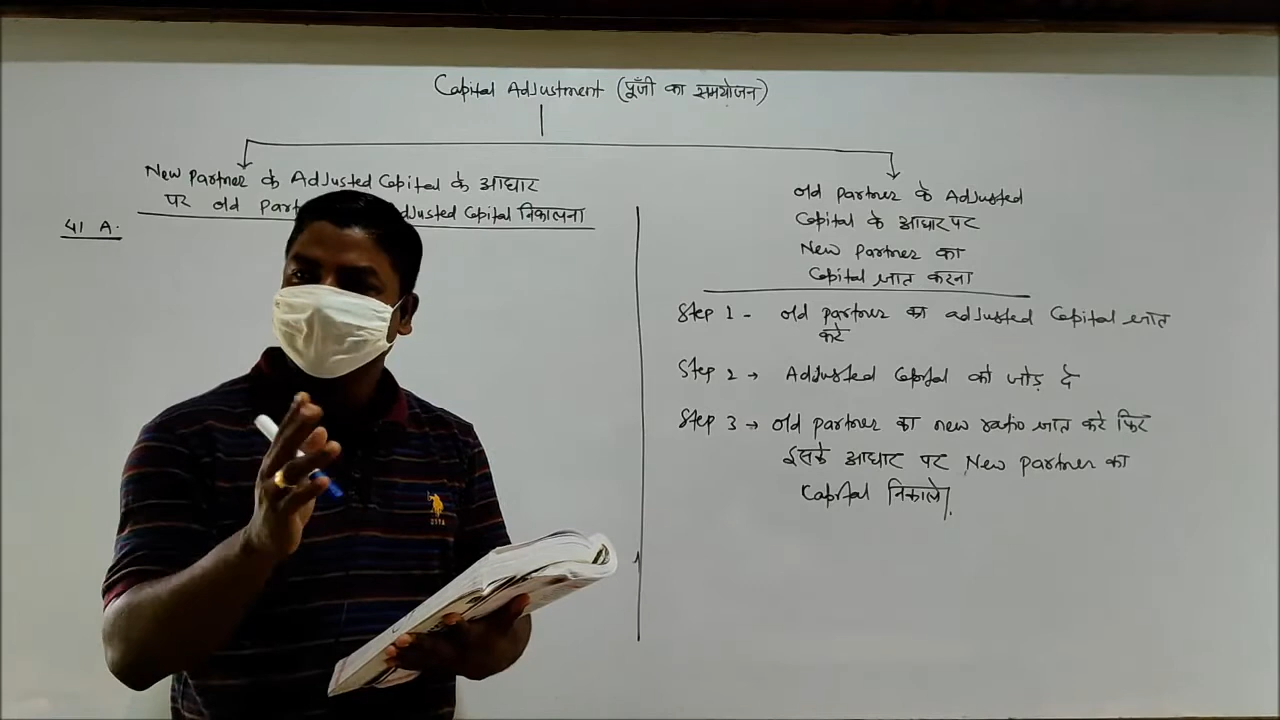 Capital Adjustment (पूँजी का समायोजन)
New Partner के Adjusted Capital के आधार
पर old Part djusted Capital निकालना
41 A.
old partner के Adjusted
Capital के आधार पर
New Partner का
Capital ज्ञात करना
Step 1 - old partner का adjusted Capital ज्ञात
करे
Step 2 → Adjusted Capital को जोड़ दे
Step 3 → old partner का new ratio ज्ञात करे फिर
इसके आधार पर New partner का
Capital निकाले।
USPA